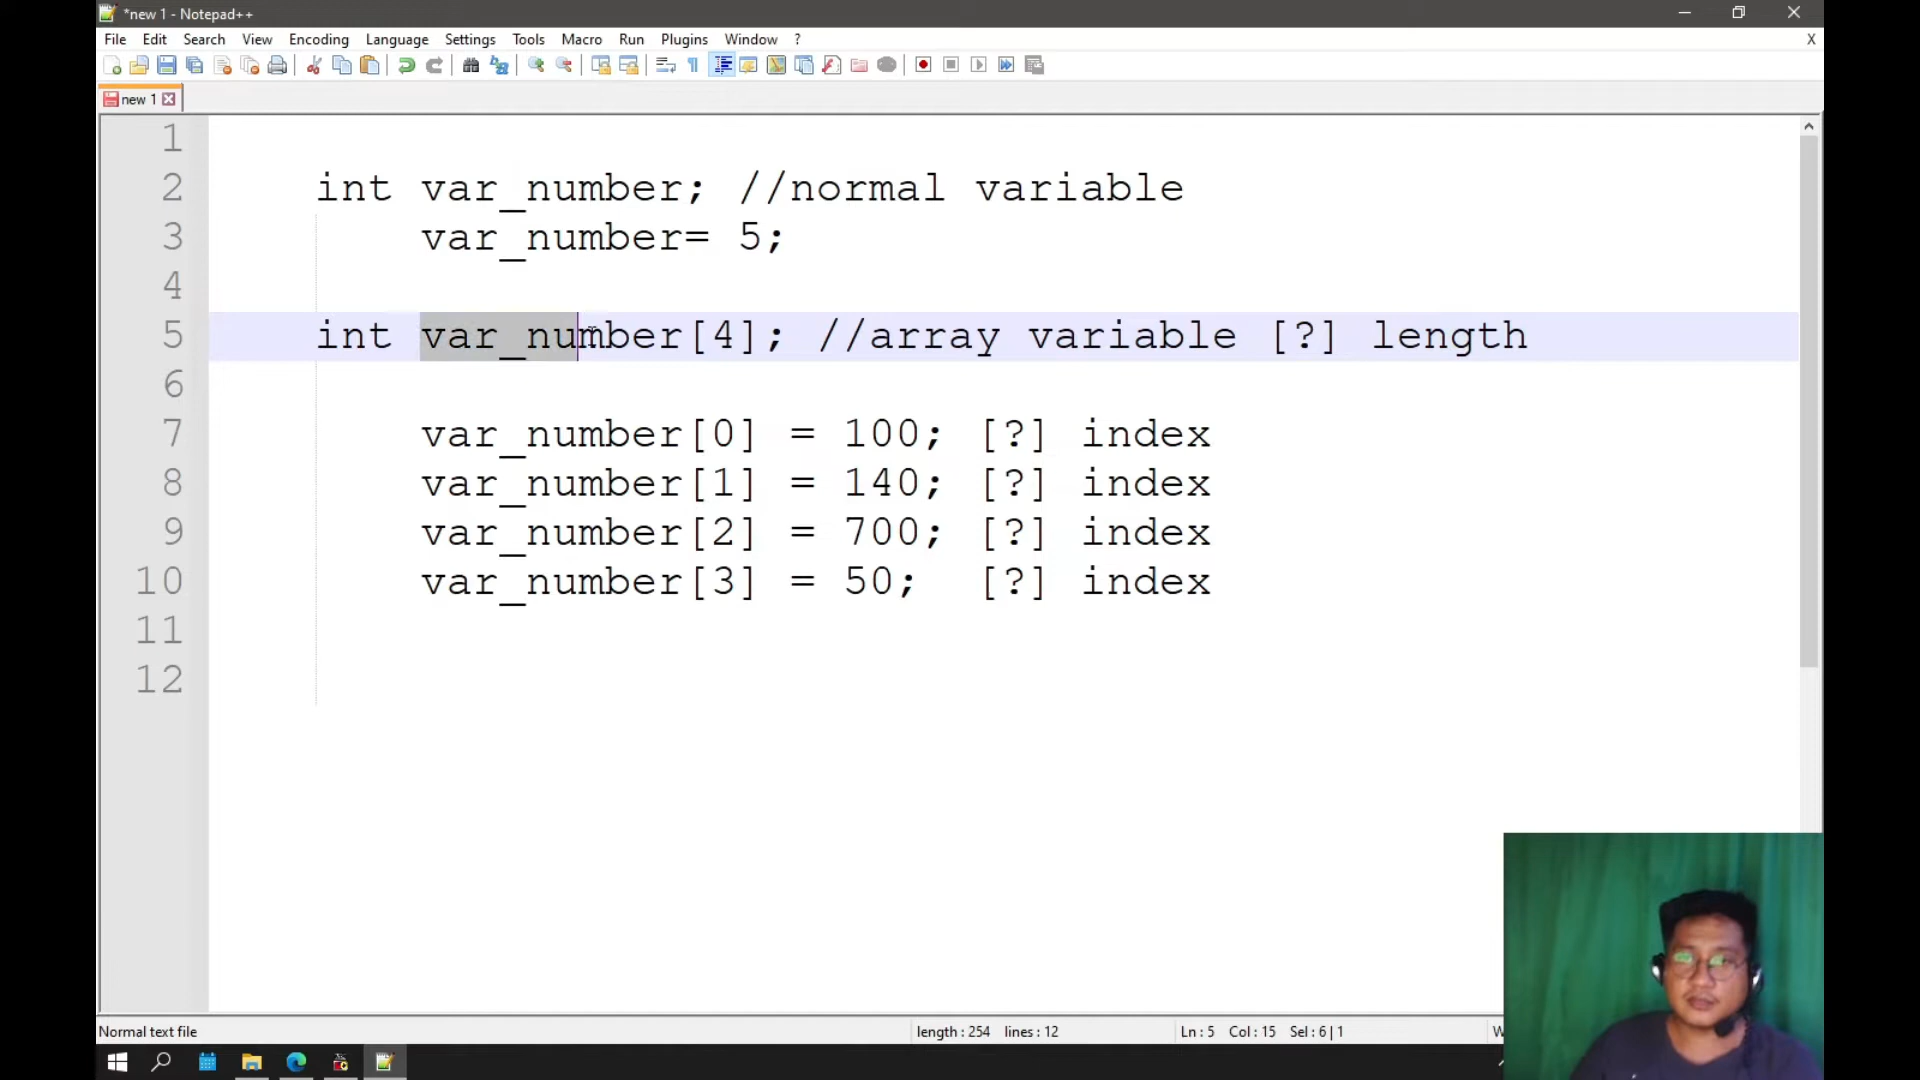 *new 1 - Notepad++
File Edit Search View Encoding Language Settings Tools Macro Run Plugins Window ? X
new 1
1
2 int var_number; //normal variable
3 var_number= 5;
4
5 int var_number[4]; //array variable [?] length
6
7 var_number[0] = 100; [?] index
8 var_number[1] = 140; [?] index
9 var_number[2] = 700; [?] index
10 var_number[3] = 50; [?] index
11
12
Normal text file length : 254 lines : 12 Ln : 5 Col : 15 Sel : 6 | 1 W